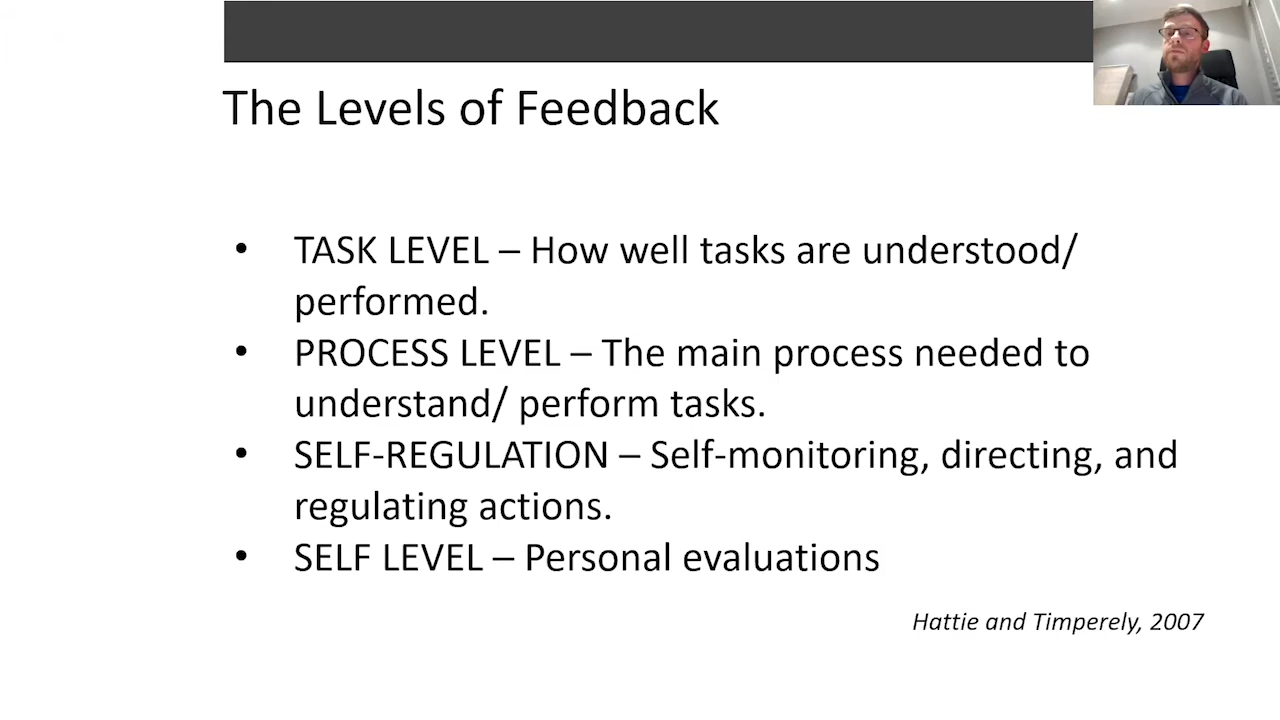 The Levels of Feedback
• TASK LEVEL – How well tasks are understood/
performed.
• PROCESS LEVEL – The main process needed to
understand/ perform tasks.
• SELF-REGULATION – Self-monitoring, directing, and
regulating actions.
• SELF LEVEL – Personal evaluations
Hattie and Timperely, 2007